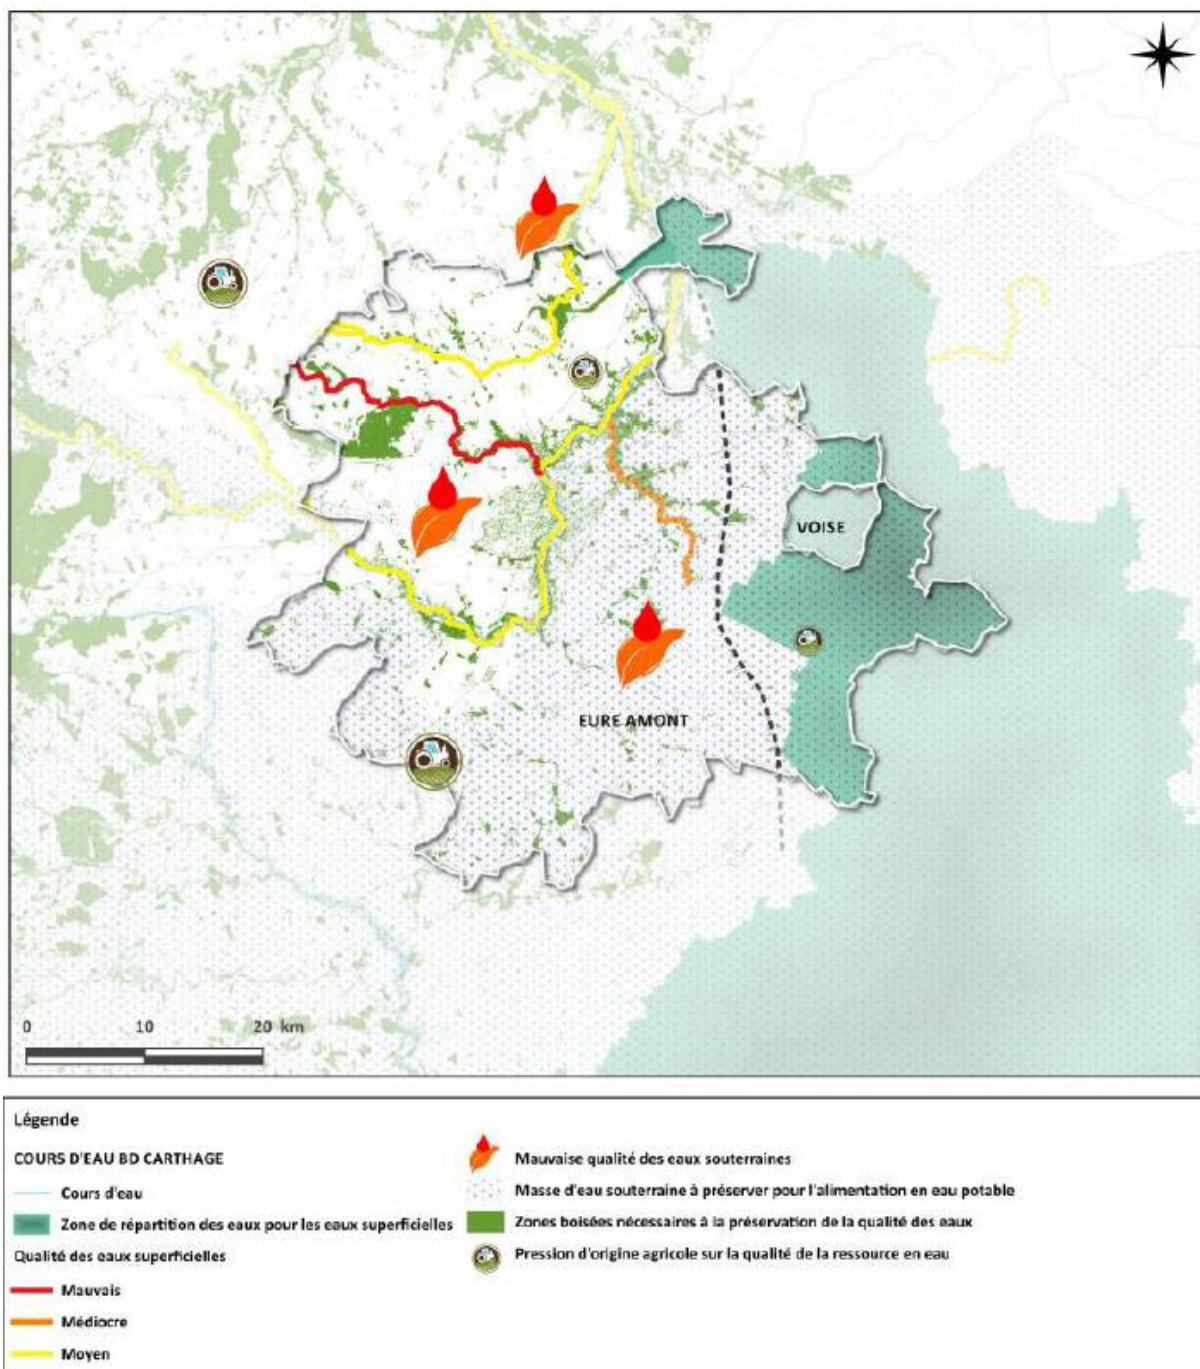 VOISE
EURE AMONT
0 10 20 km
Légende
COURS D'EAU BD CARTHAGE
Cours d'eau
Zone de répartition des eaux pour les eaux superficielles
Qualité des eaux superficielles
Mauvais
Médiocre
Moyen
Mauvaise qualité des eaux souterraines
Masse d'eau souterraine à préserver pour l'alimentation en eau potable
Zones boisées nécessaires à la préservation de la qualité des eaux
Pression d'origine agricole sur la qualité de la ressource en eau